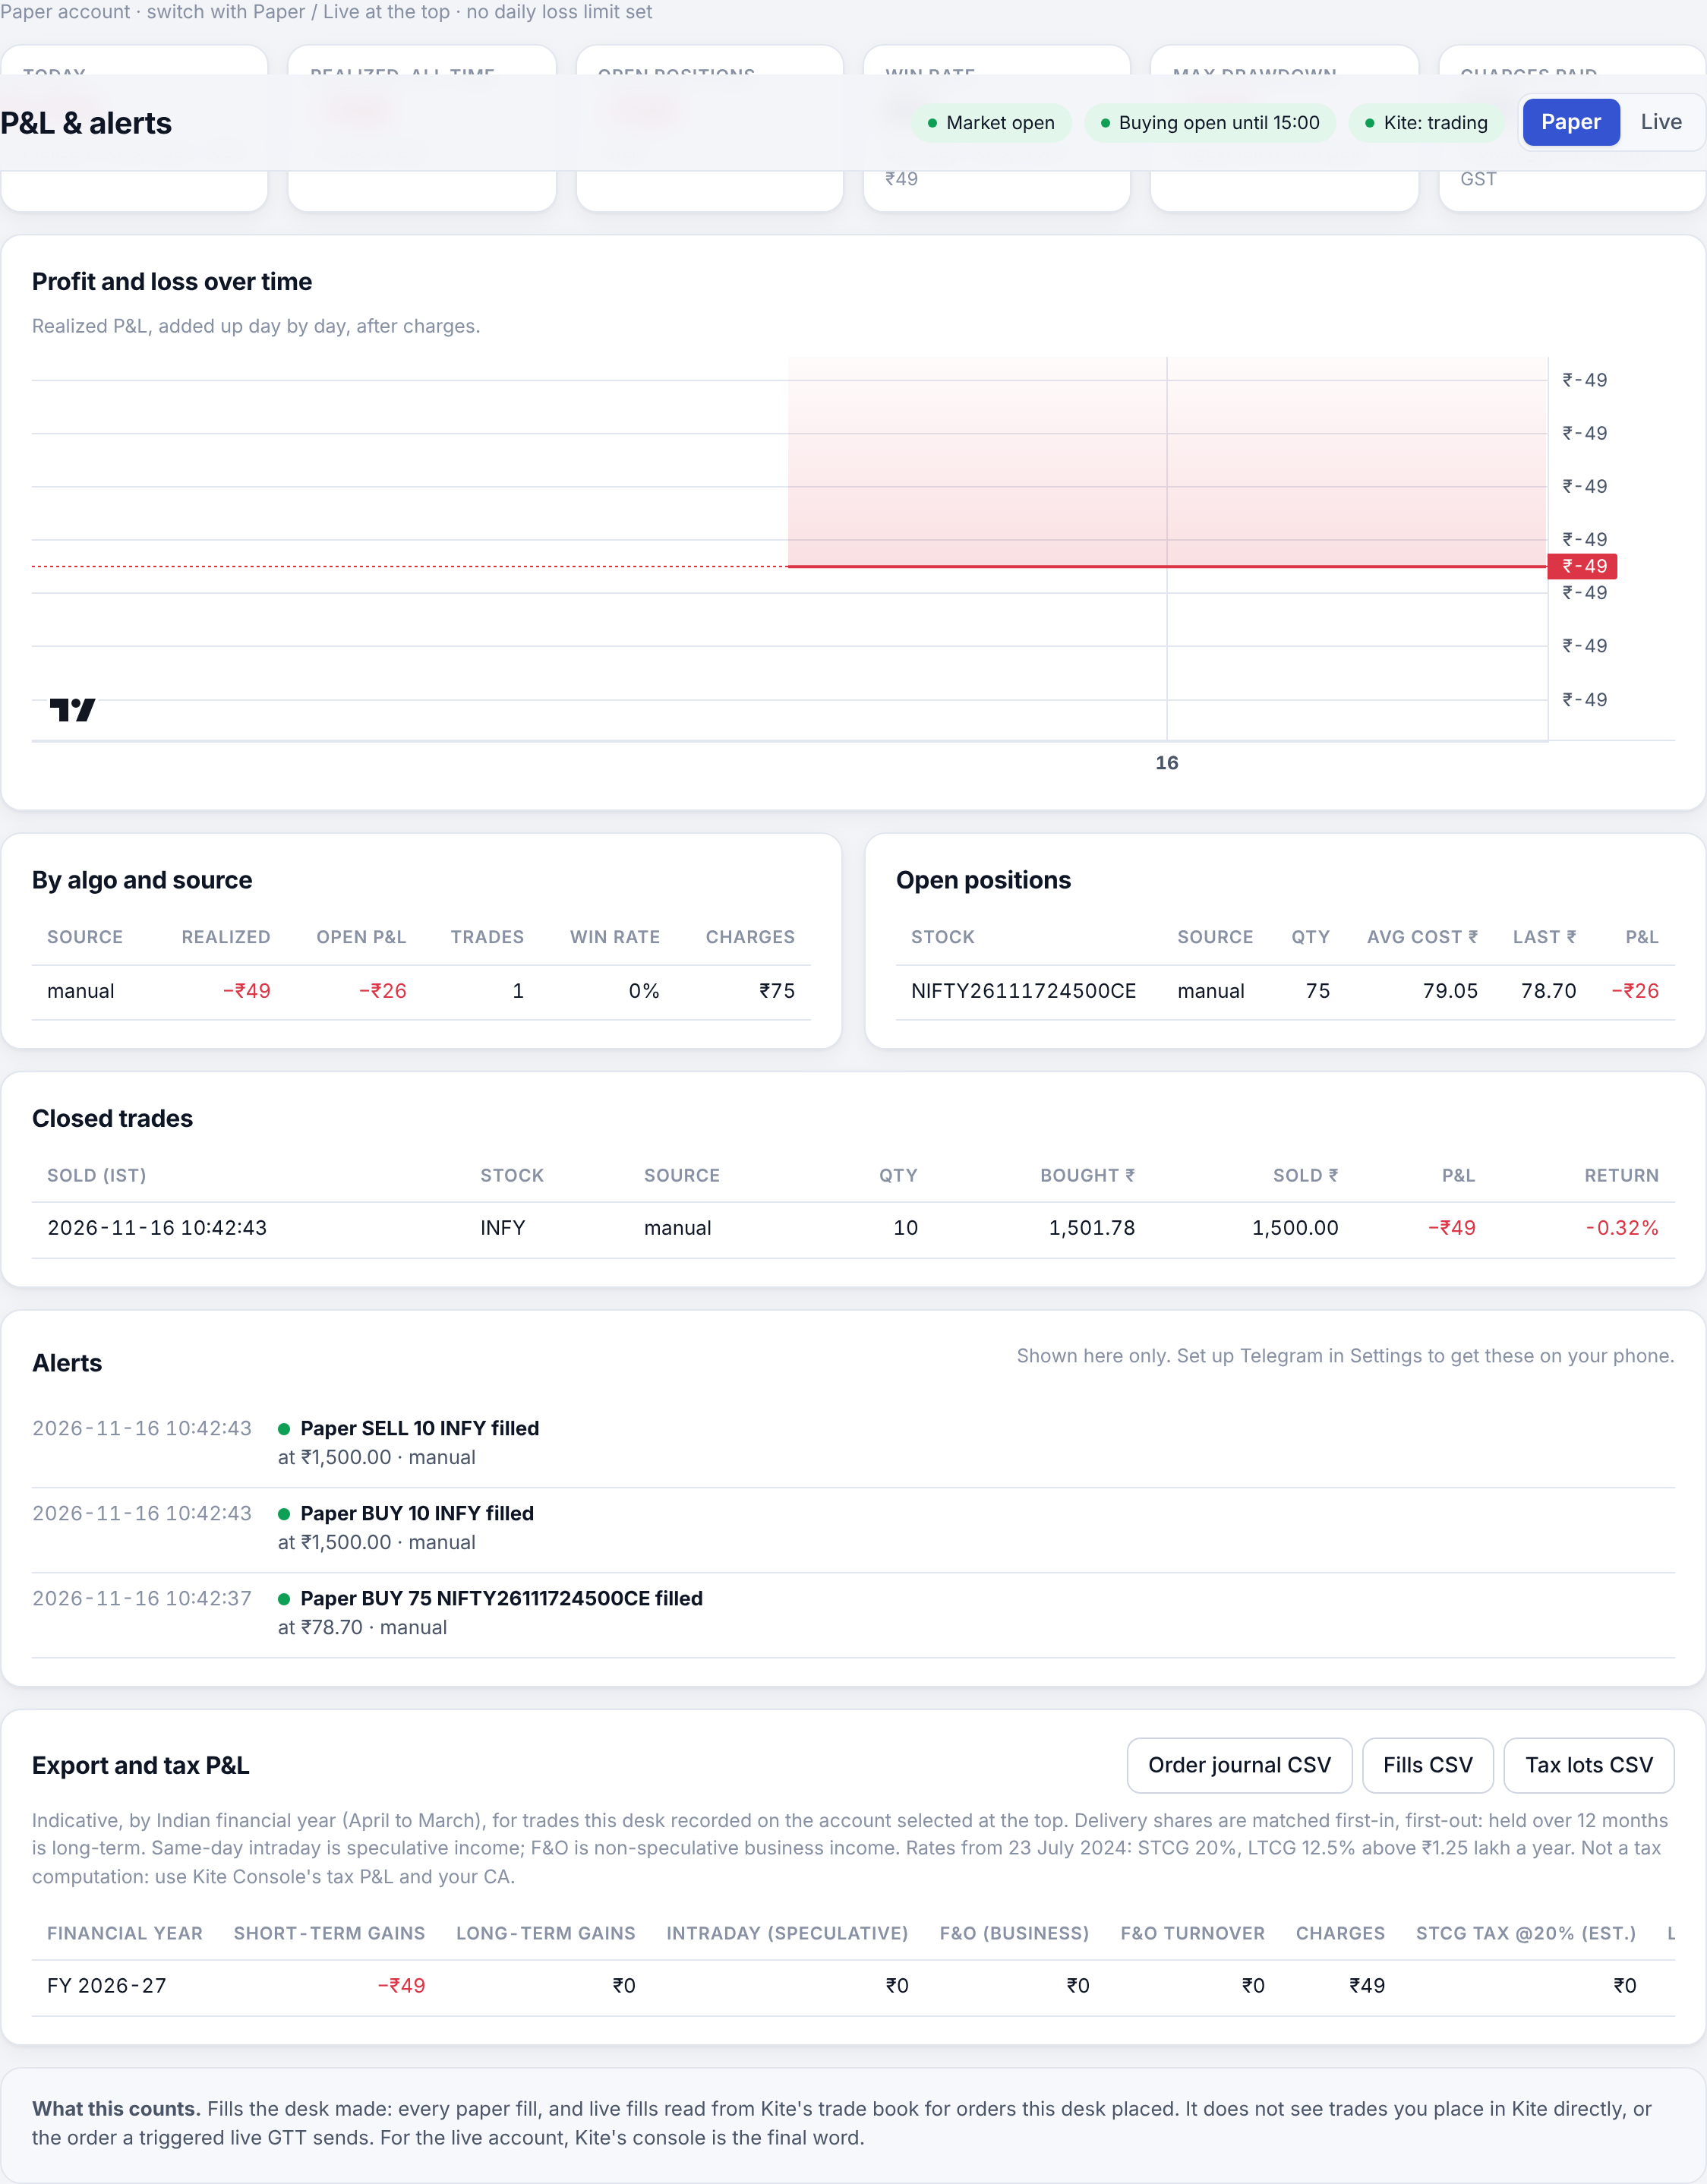 Paper account · switch with Paper / Live at the top · no daily loss limit set
P&L & alerts
Market open
Buying open until 15:00
Kite: trading
Paper
Live
₹49
GST
Profit and loss over time
Realized P&L, added up day by day, after charges.
₹-49
₹-49
₹-49
₹-49
₹-49
₹-49
₹-49
₹-49
16
By algo and source
SOURCE REALIZED OPEN P&L TRADES WIN RATE CHARGES
manual −₹49 −₹26 1 0% ₹75
Open positions
STOCK SOURCE QTY AVG COST ₹ LAST ₹ P&L
NIFTY26111724500CE manual 75 79.05 78.70 −₹26
Closed trades
SOLD (IST) STOCK SOURCE QTY BOUGHT ₹ SOLD ₹ P&L RETURN
2026-11-16 10:42:43 INFY manual 10 1,501.78 1,500.00 −₹49 -0.32%
Alerts
Shown here only. Set up Telegram in Settings to get these on your phone.
2026-11-16 10:42:43 Paper SELL 10 INFY filled
at ₹1,500.00 · manual
2026-11-16 10:42:43 Paper BUY 10 INFY filled
at ₹1,500.00 · manual
2026-11-16 10:42:37 Paper BUY 75 NIFTY26111724500CE filled
at ₹78.70 · manual
Export and tax P&L
Order journal CSV
Fills CSV
Tax lots CSV
Indicative, by Indian financial year (April to March), for trades this desk recorded on the account selected at the top. Delivery shares are matched first-in, first-out: held over 12 months
is long-term. Same-day intraday is speculative income; F&O is non-speculative business income. Rates from 23 July 2024: STCG 20%, LTCG 12.5% above ₹1.25 lakh a year. Not a tax
computation: use Kite Console's tax P&L and your CA.
FINANCIAL YEAR SHORT-TERM GAINS LONG-TERM GAINS INTRADAY (SPECULATIVE) F&O (BUSINESS) F&O TURNOVER CHARGES STCG TAX @20% (EST.)
FY 2026-27 −₹49 ₹0 ₹0 ₹0 ₹0 ₹49 ₹0
What this counts. Fills the desk made: every paper fill, and live fills read from Kite's trade book for orders this desk placed. It does not see trades you place in Kite directly, or
the order a triggered live GTT sends. For the live account, Kite's console is the final word.